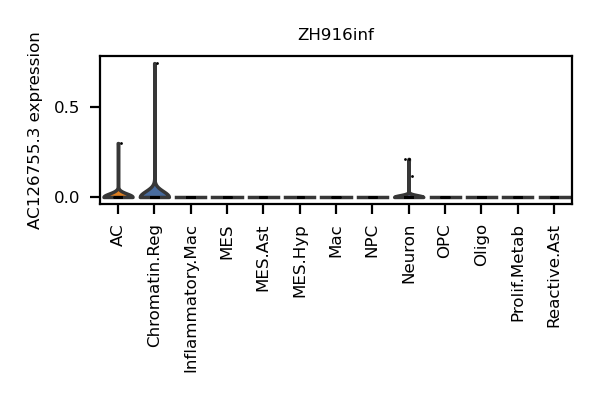 ZH916inf
AC126755.3 expression
0.5
0.0
AC
Chromatin.Reg
Inflammatory.Mac
MES
MES.Ast
MES.Hyp
Mac
NPC
Neuron
OPC
Oligo
Prolif.Metab
Reactive.Ast